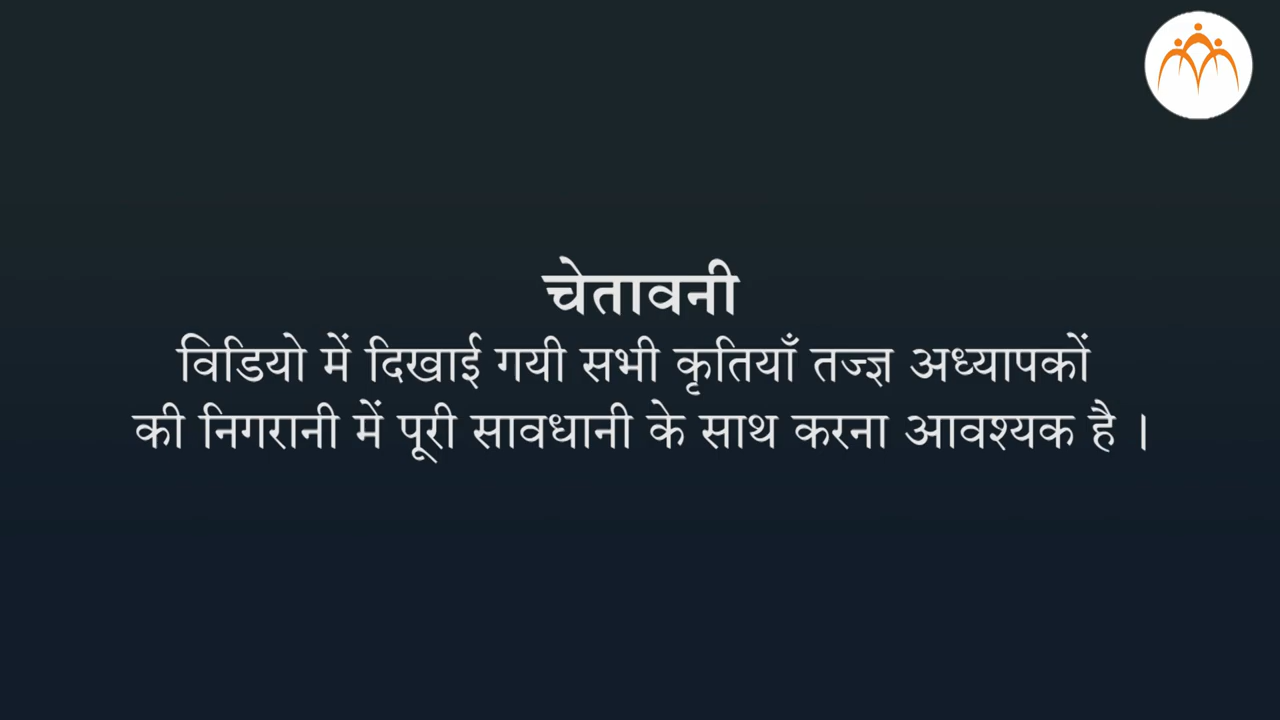 चेतावनी
विडियो में दिखाई गयी सभी कृतियाँ तज्ज्ञ अध्यापकों
की निगरानी में पूरी सावधानी के साथ करना आवश्यक है ।